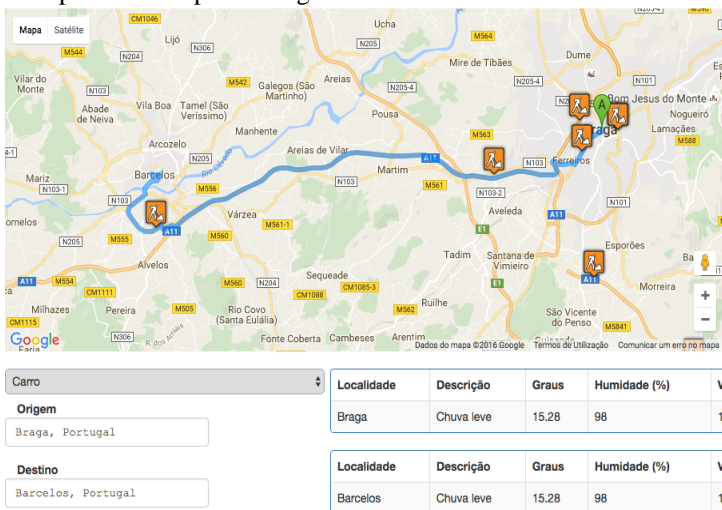 Mapa Satélite
CM1046
Ucha
Lijó
N306
N205
M564
M544
N204
Mire de Tibães
Dume
Vilar do
Monte
N103
M542
Galegos (São
Martinho)
Areias
N205-4
N205-4
N101
Abade
de Neiva
Vila Boa
Tamel (São
Veríssimo)
Pousa
A
Bom Jesus do Monte
Nogueiró
Manhente
M563
Lamaçães
M588
Arcozelo
Areias de Vilar
N205
A11
N103
Ferreiros
Barcelos
Mariz
N103-1
M556
N103
Martim
M561
N103-2
N103
N101
Várzea
Aveleda
A11
M561-1
A11
E1
N205
M555
M560
Esporões
Tadim
Santana de
Vimieiro
Alvelos
Sequeade
A11
A11
M554
M560
N204
CM1085-3
E1
Morreira
CM1111
CM1088
Milhazes
Pereira
M505
Rio Covo
(Santa Eulália)
M562
Ruilhe
São Vicente
do Penso
CM1115
M5841
N306
Fonte Coberta
Cambeses
Arentim
Google
Dados do mapa ©2016 Google Termos de Utilização Comunicar um erro no mapa
Carro
Origem
Braga, Portugal
Destino
Barcelos, Portugal
Localidade Descrição Graus Humidade (%)
Braga Chuva leve 15.28 98
Localidade Descrição Graus Humidade (%)
Barcelos Chuva leve 15.28 98